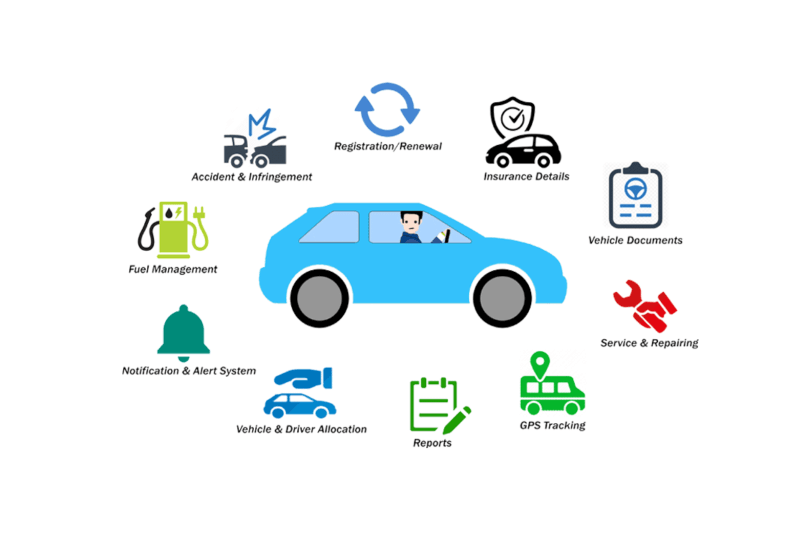 Registration/Renewal
Accident & Infringement
Insurance Details
Vehicle Documents
Fuel Management
Service & Repairing
Notification & Alert System
GPS Tracking
Vehicle & Driver Allocation
Reports